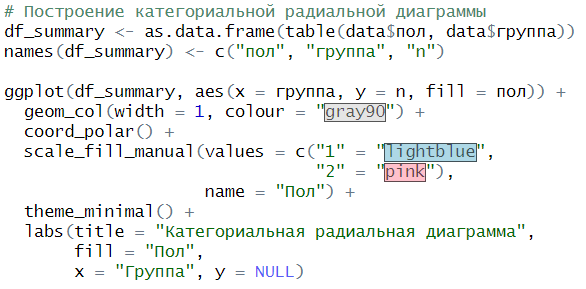 # Построение категориальной радиальной диаграммы
df_summary <- as.data.frame(table(data$пол, data$группа))
names(df_summary) <- c("пол", "группа", "n")
ggplot(df_summary, aes(x = группа, y = n, fill = пол)) +
  geom_col(width = 1, colour = "gray90") +
  coord_polar() +
  scale_fill_manual(values = c("1" = "lightblue",
                               "2" = "pink"),
                    name = "Пол") +
  theme_minimal() +
  labs(title = "Категориальная радиальная диаграмма",
       fill = "Пол",
       x = "Группа", y = NULL)